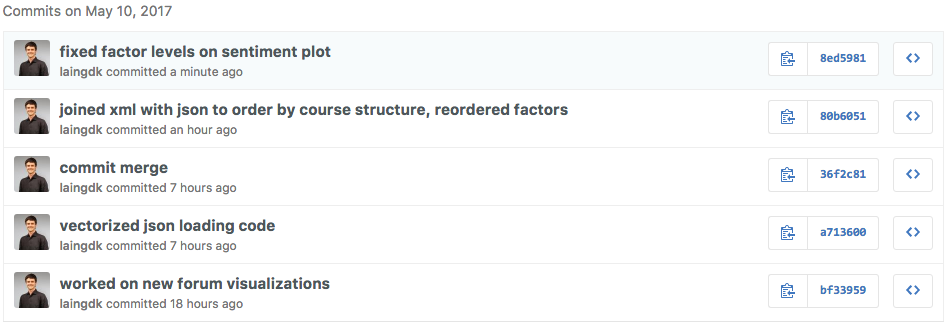 Commits on May 10, 2017
fixed factor levels on sentiment plot
8ed5981
laingdk committed a minute ago
joined xml with json to order by course structure, reordered factors
80b6051
laingdk committed an hour ago
commit merge
36f2c81
laingdk committed 7 hours ago
vectorized json loading code
a713600
laingdk committed 7 hours ago
worked on new forum visualizations
bf33959
laingdk committed 18 hours ago